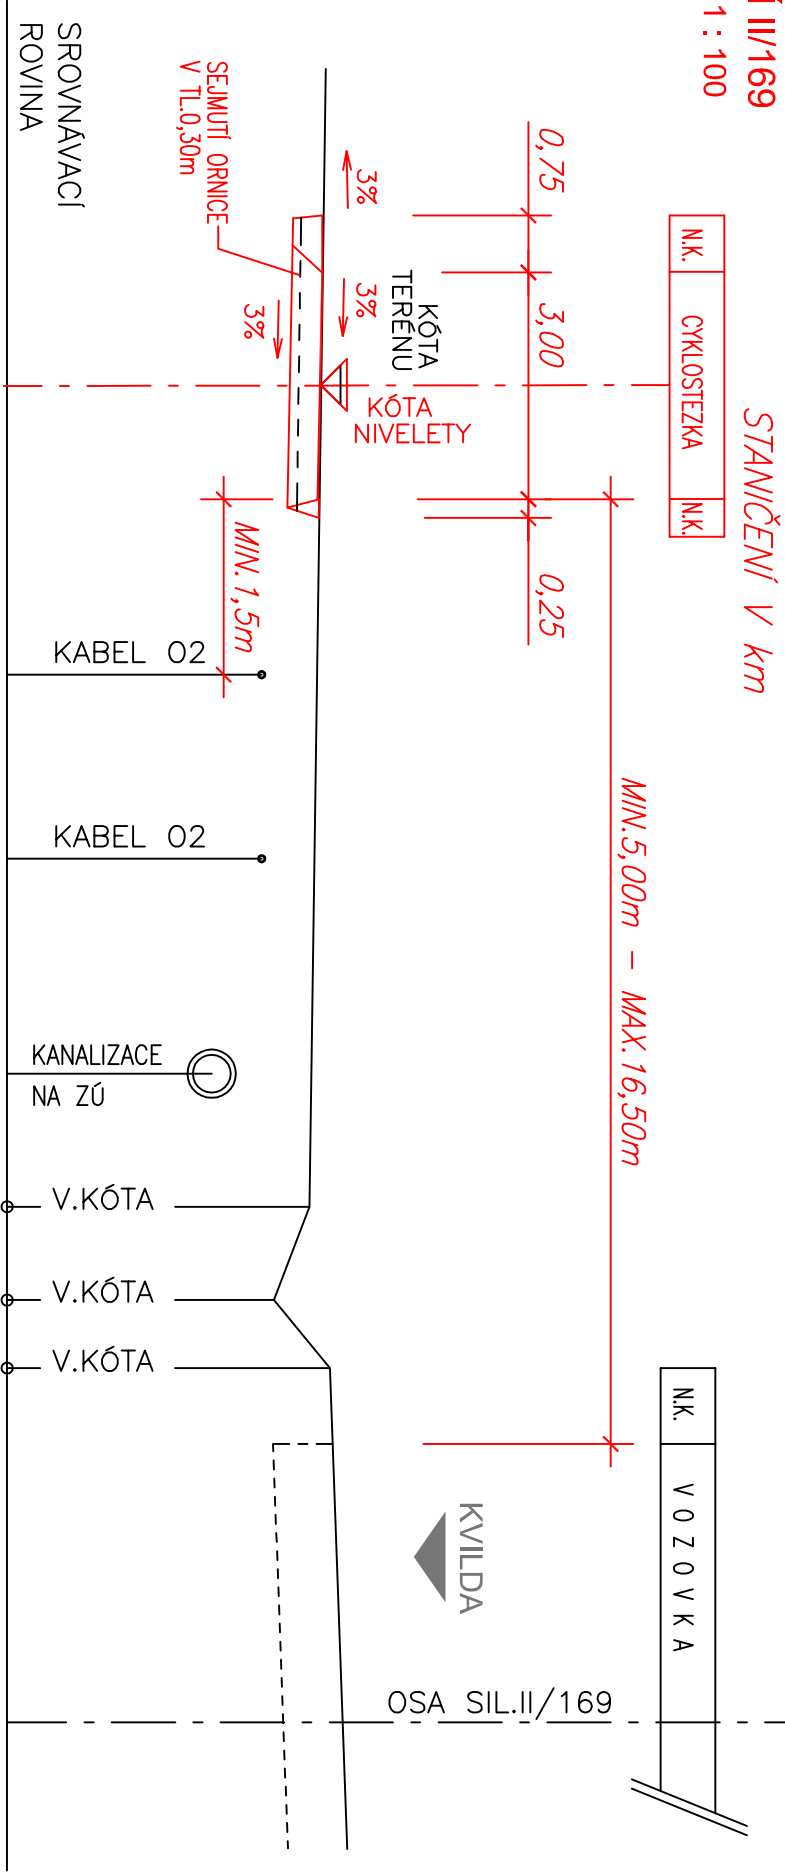 Í II/169
1 : 100
STANIČENÍ V km
N.K.
CYKLOSTEZKA
N.K.
N.K.
VOZOVKA
0,75
3,00
0,25
MIN.5,00m - MAX.16,50m
KVILDA
OSA SIL.II/169
KÓTA
TERÉNU
KÓTA
NIVELETY
3%
3%
3%
SEJMUTÍ ORNICE
V TL.0,30m
MIN.1,5m
KABEL O2
KABEL O2
KANALIZACE
NA ZÚ
V.KÓTA
V.KÓTA
V.KÓTA
SROVNÁVACÍ
ROVINA